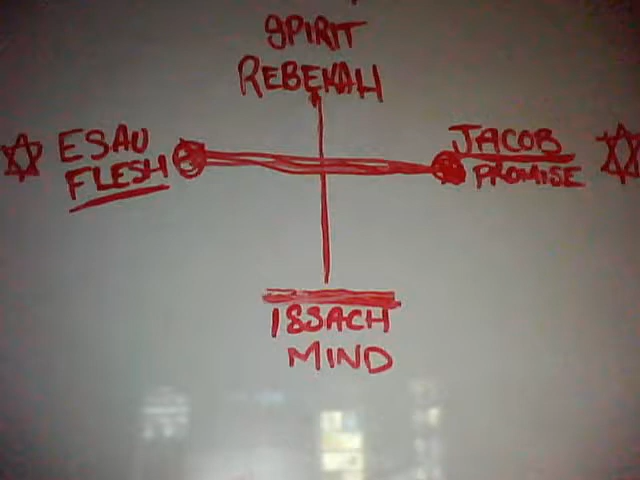 SPIRIT
REBEKAH
ESAU
FLESH
JACOB
PROMISE
ISSACH
MIND